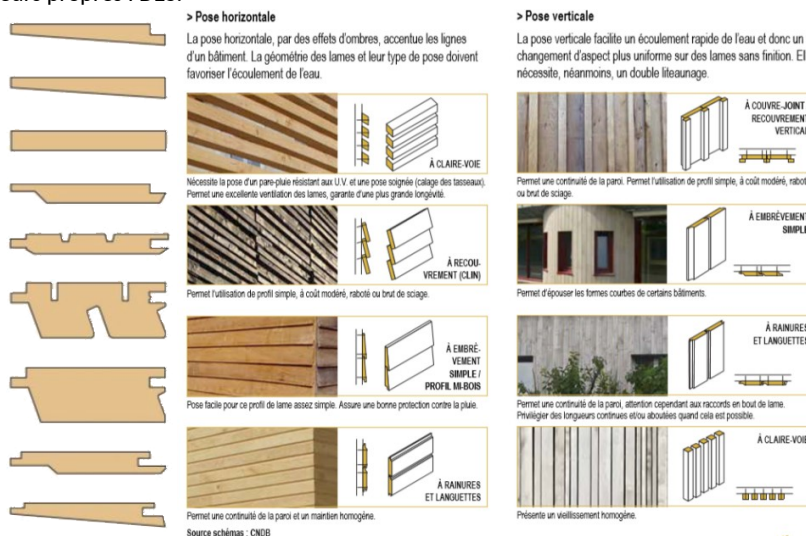 > Pose horizontale
La pose horizontale, par des effets d'ombres, accentue les lignes
d'un bâtiment. La géométrie des lames et leur type de pose doivent
favoriser l'écoulement de l'eau.
À CLAIRE-VOIE
Nécessite la pose d'un pare-pluie résistant aux U.V. et une pose soignée (calage des tasseaux).
Permet une excellente ventilation des lames, garante d'une plus grande longévité.
À RECOU-
VREMENT (CLIN)
Permet l'utilisation de profil simple, à coût modéré, raboté ou brut de sciage.
À EMBRÉ-
VEMENT
SIMPLE /
PROFIL MI-BOIS
Pose facile pour ce profil de lame assez simple. Assure une bonne protection contre la pluie.
À RAINURES
ET LANGUETTES
Permet une continuité de la paroi et un maintien homogène.
Source schémas : CNDB
> Pose verticale
La pose verticale facilite un écoulement rapide de l'eau et donc un
changement d'aspect plus uniforme sur des lames sans finition. El
nécessite, néanmoins, un double liteaunage.
À COUVRE-JOINT
RECOUVREMENT
VERTICAL
Permet une continuité de la paroi. Permet l'utilisation de profil simple, à coût modéré, rabot
ou brut de sciage.
À EMBRÈVEMENT
SIMPLE
Permet d'épouser les formes courbes de certains bâtiments.
À RAINURES
ET LANGUETTES
Permet une continuité de la paroi, attention cependant aux raccords en bout de lame.
Privilégier des longueurs continues et/ou aboutées quand cela est possible.
À CLAIRE-VOIE
Présente un vieillissement homogène.